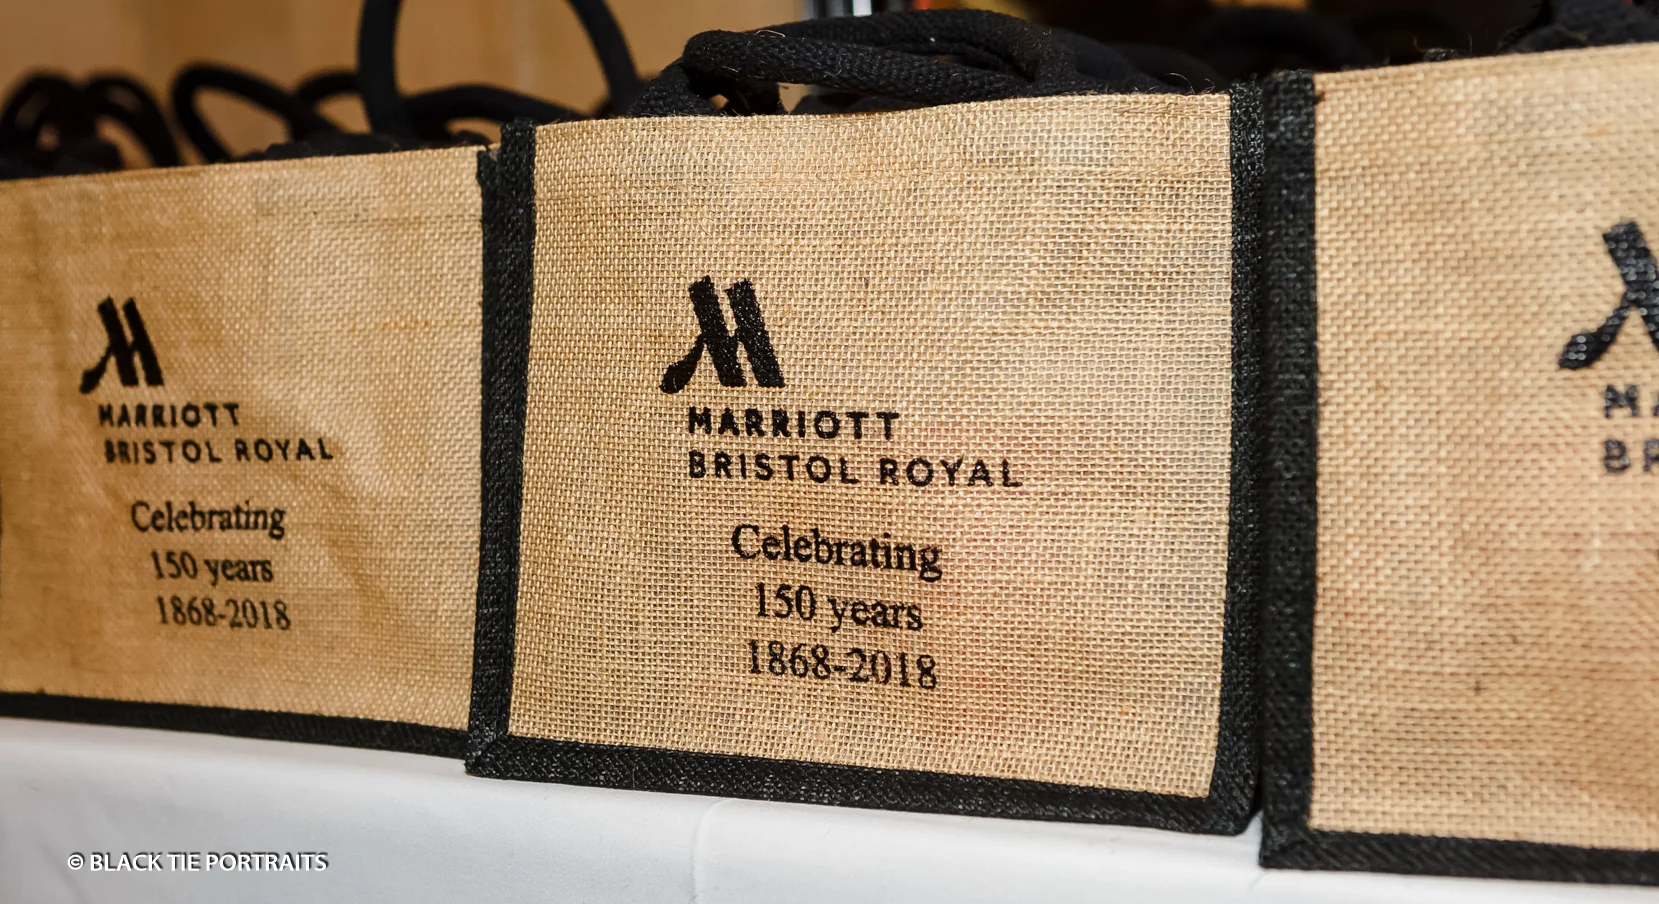 MARRIOTT
BRISTOL ROYAL
Celebrating
150 years
1868-2018
MARRIOTT
BRISTOL ROYAL
Celebrating
150 years
1868-2018
© BLACK TIE PORTRAITS